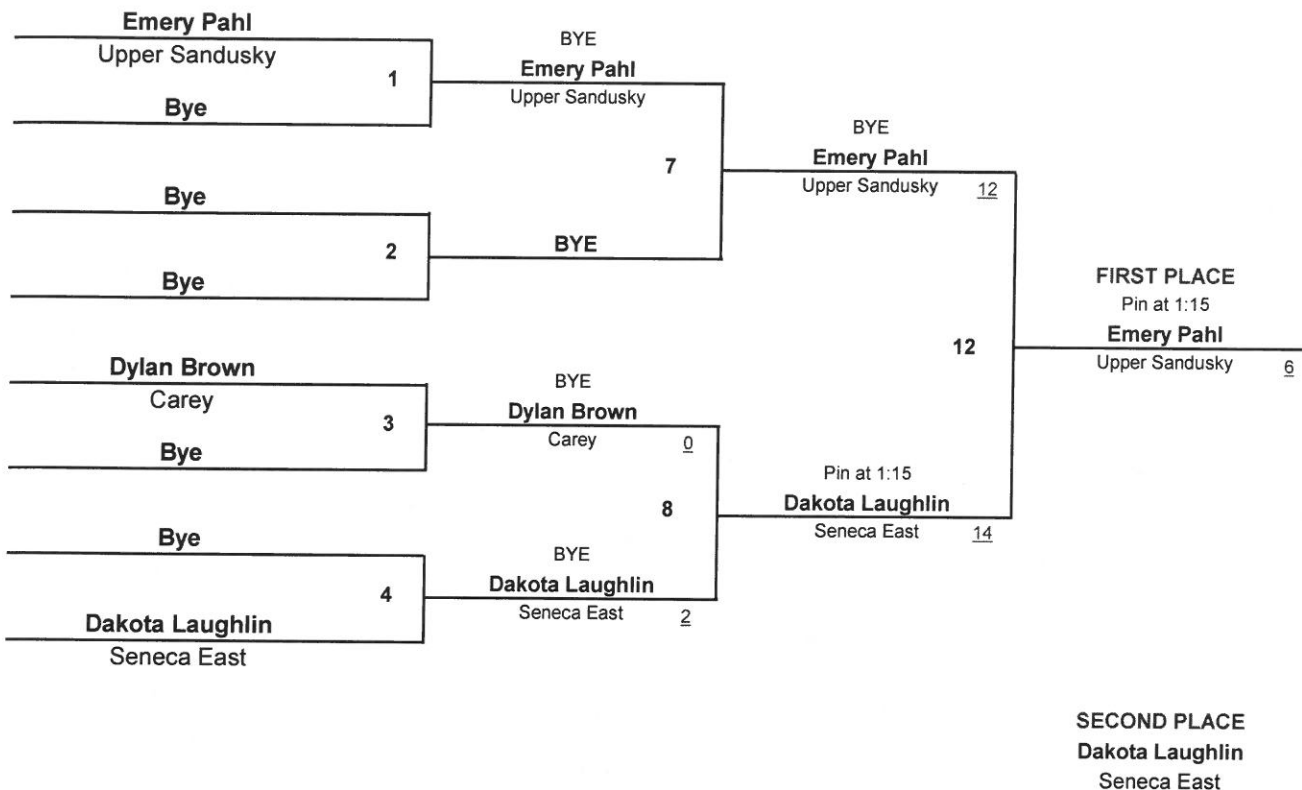 Emery Pahl
Upper Sandusky
1
Bye
BYE
Emery Pahl
Upper Sandusky
7
Bye
2
Bye
BYE
BYE
Emery Pahl
Upper Sandusky 12
Dylan Brown
Carey
3
Bye
BYE
Dylan Brown
Carey 0
8
Bye
4
Dakota Laughlin
Seneca East
BYE
Dakota Laughlin
Seneca East 2
Pin at 1:15
Dakota Laughlin
Seneca East 14
12
FIRST PLACE
Pin at 1:15
Emery Pahl
Upper Sandusky 6
SECOND PLACE
Dakota Laughlin
Seneca East